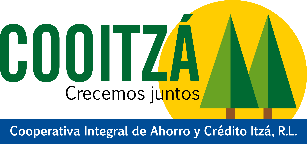 COOITZÁ
Crecemos juntos
Cooperativa Integral de Ahorro y Crédito Itzá, R.L.